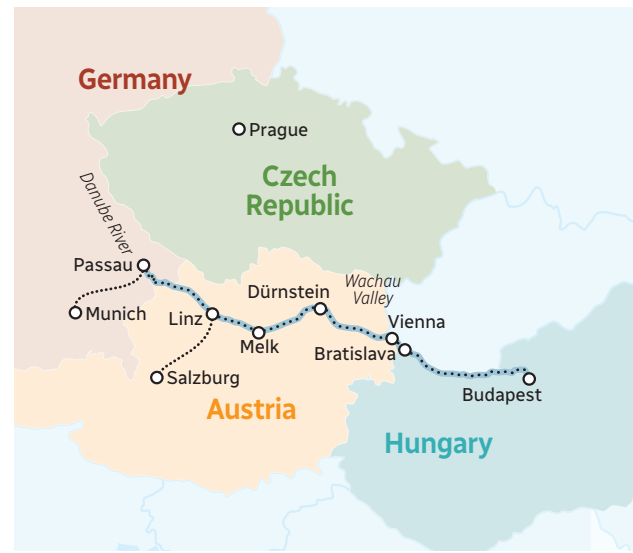 Germany
Prague
Czech
Republic
Danube River
Passau
Munich
Wachau
Valley
Dürnstein
Linz
Melk
Vienna
Bratislava
Salzburg
Budapest
Austria
Hungary